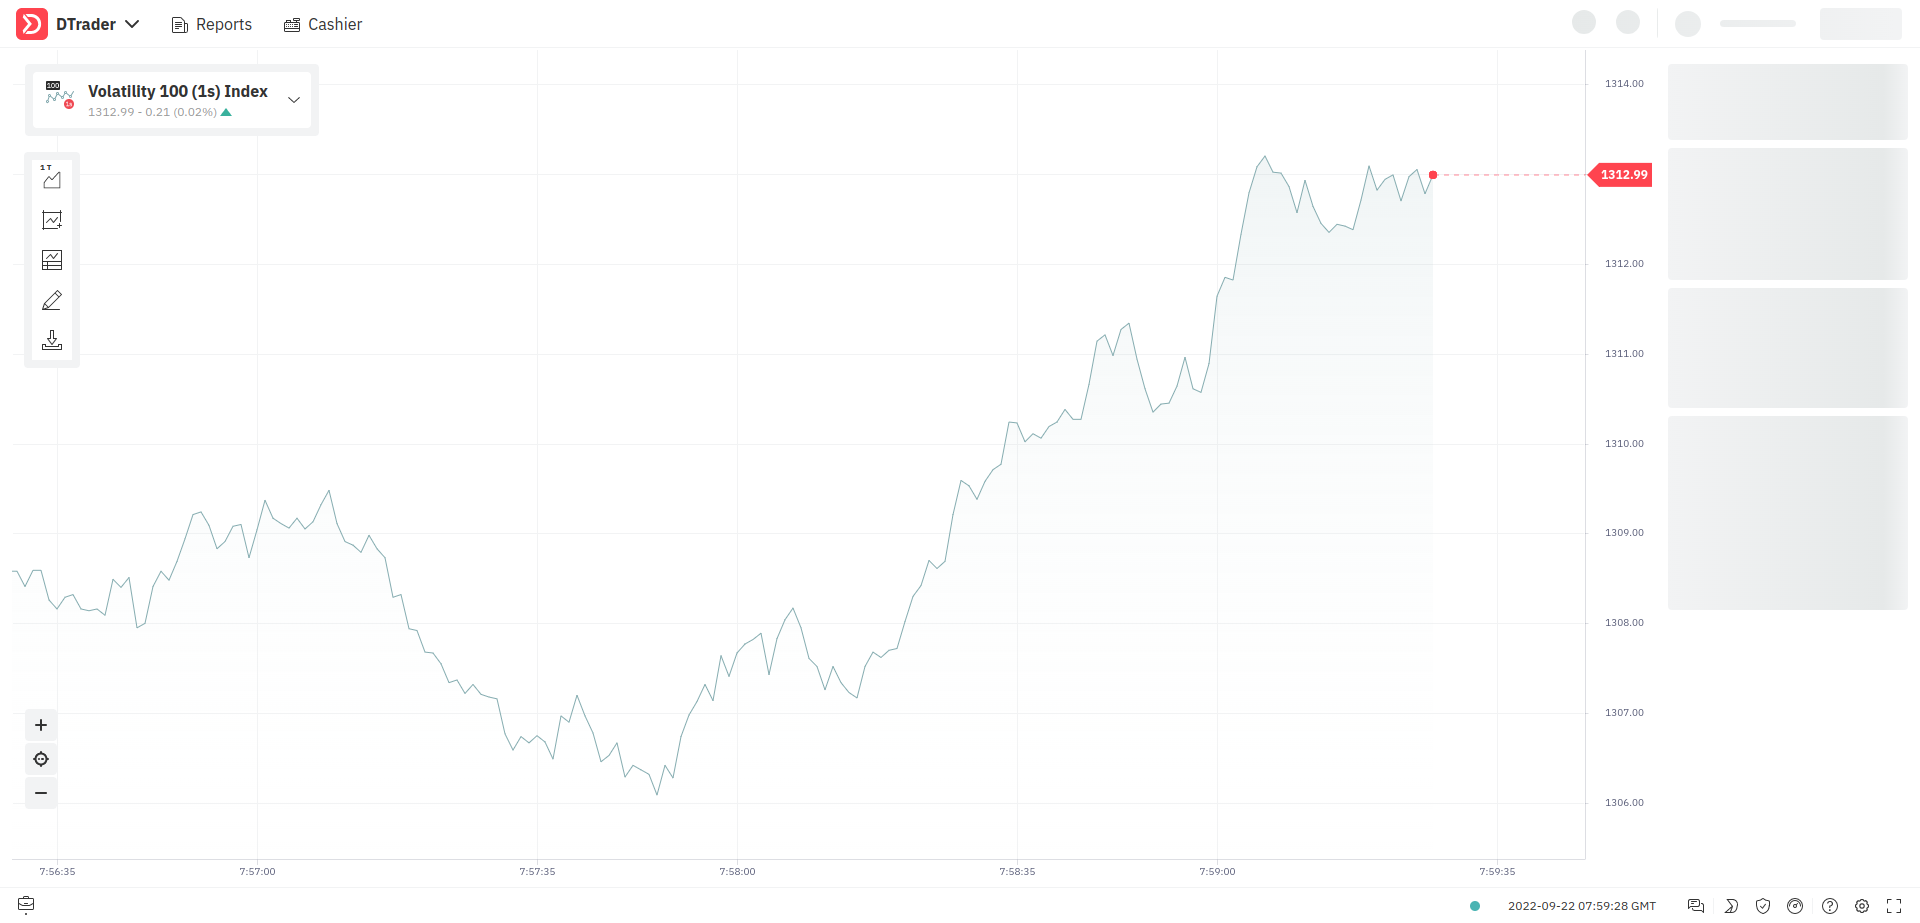 DTrader
Reports
Cashier
100
Volatility 100 (1s) Index
1s
1312.99 - 0.21 (0.02%)
1 T
1314.00
1312.99
1312.00
1311.00
1310.00
1309.00
1308.00
1307.00
1306.00
7:56:35
7:57:00
7:57:35
7:58:00
7:58:35
7:59:00
7:59:35
2022-09-22 07:59:28 GMT